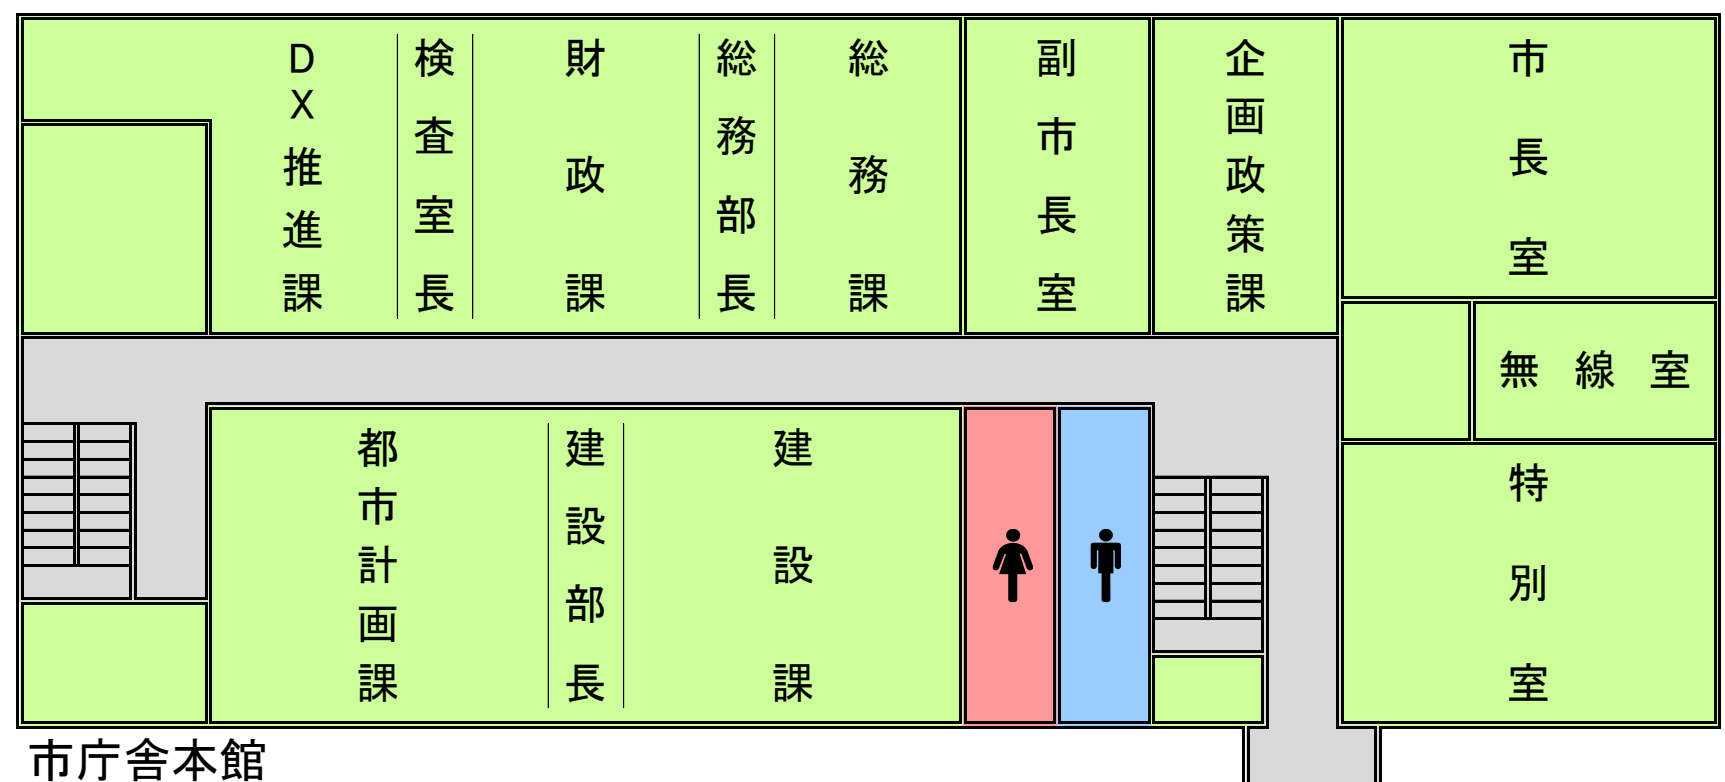 DX推進課
検査室長
財政課
総務部長
総務課
副市長室
企画政策課
市長室
無線室
都市計画課
建設部長
建設課
特別室
市庁舎本館